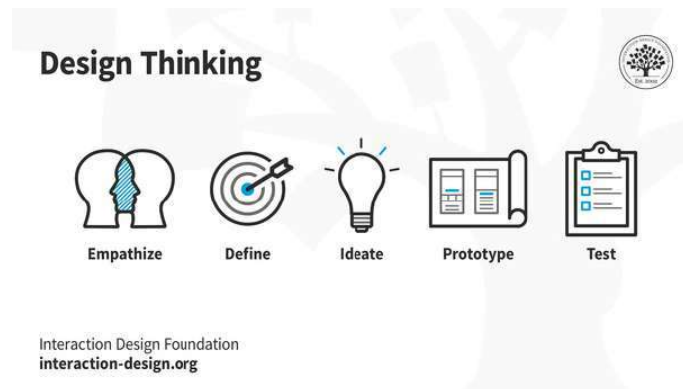 Design Thinking
Empathize
Define
Ideate
Prototype
Test
Interaction Design Foundation
interaction-design.org